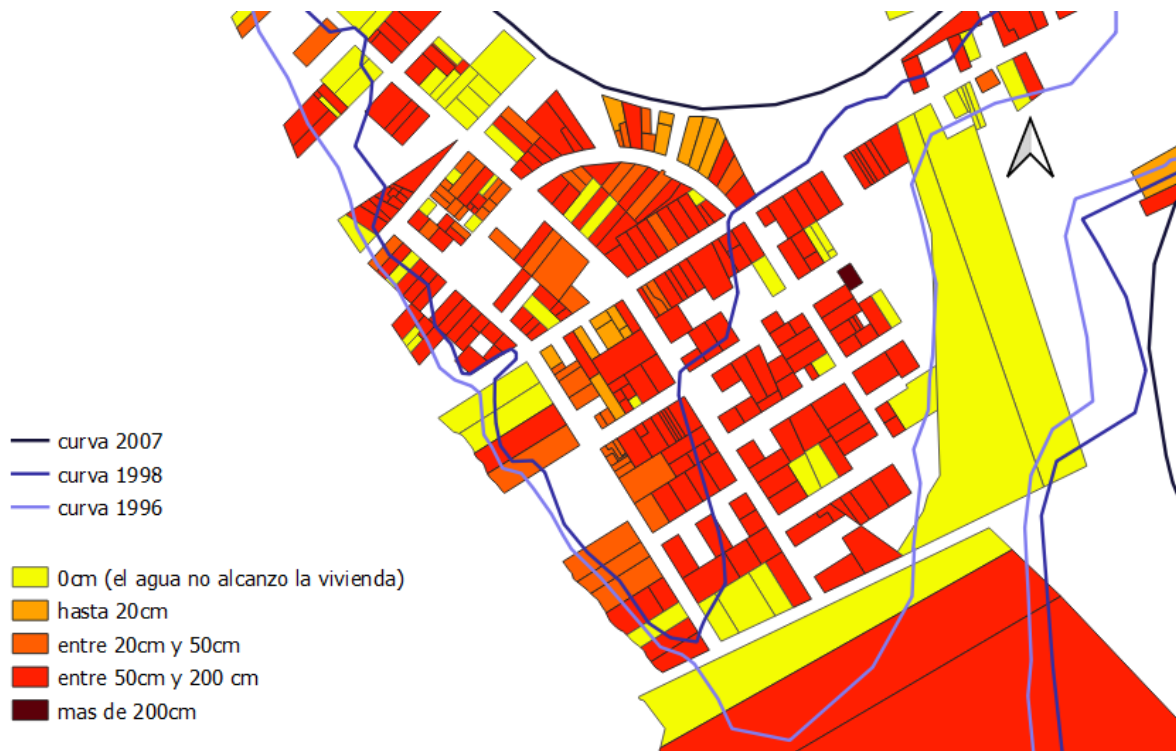 curva 2007
curva 1998
curva 1996
0cm (el agua no alcanzo la vivienda)
hasta 20cm
entre 20cm y 50cm
entre 50cm y 200 cm
mas de 200cm